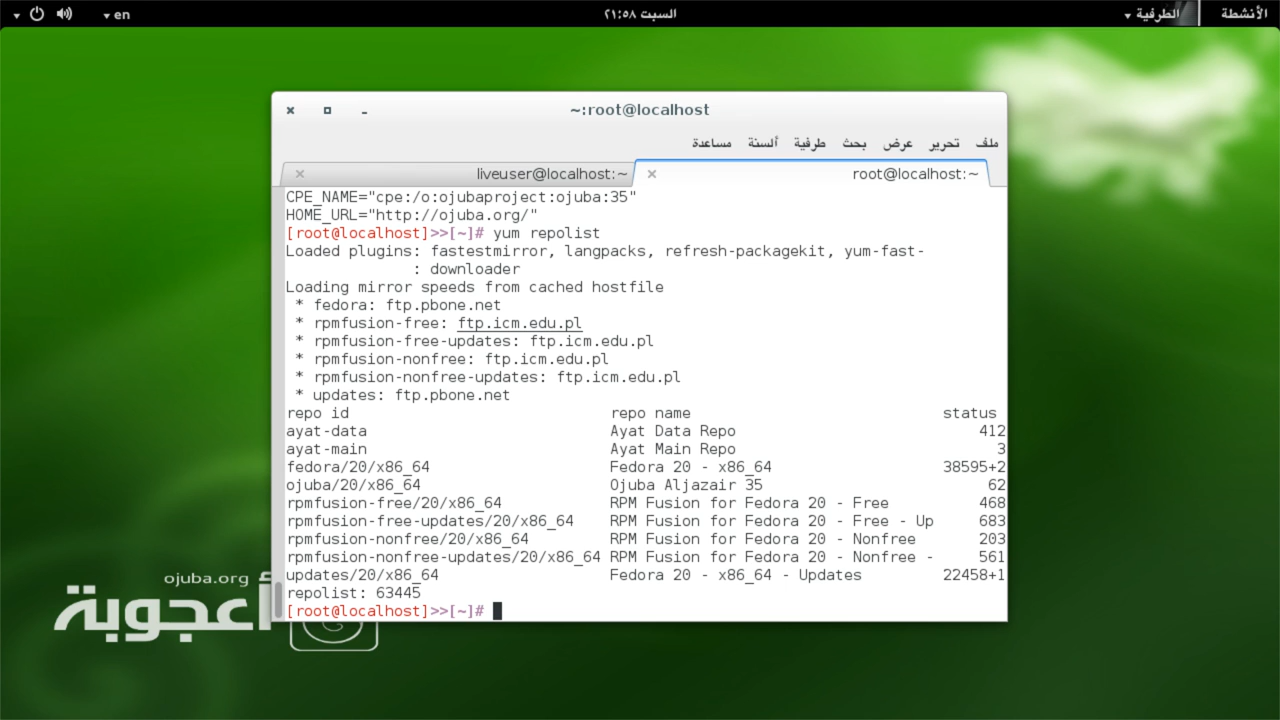 الأنشطة الطرفية السبت ٢١:٥٨ en
~:root@localhost
ملف تحرير عرض بحث طرفية ألسنة مساعدة
liveuser@localhost:~ root@localhost:~
CPE_NAME="cpe:/o:ojubaproject:ojuba:35"
HOME_URL="http://ojuba.org/"
[root@localhost]>>[~]# yum repolist
Loaded plugins: fastestmirror, langpacks, refresh-packagekit, yum-fast-
: downloader
Loading mirror speeds from cached hostfile
* fedora: ftp.pbone.net
* rpmfusion-free: ftp.icm.edu.pl
* rpmfusion-free-updates: ftp.icm.edu.pl
* rpmfusion-nonfree: ftp.icm.edu.pl
* rpmfusion-nonfree-updates: ftp.icm.edu.pl
* updates: ftp.pbone.net
repo id repo name status
ayat-data Ayat Data Repo 412
ayat-main Ayat Main Repo 3
fedora/20/x86_64 Fedora 20 - x86_64 38595+2
ojuba/20/x86_64 Ojuba Aljazair 35 62
rpmfusion-free/20/x86_64 RPM Fusion for Fedora 20 - Free 468
rpmfusion-free-updates/20/x86_64 RPM Fusion for Fedora 20 - Free - Up 683
rpmfusion-nonfree/20/x86_64 RPM Fusion for Fedora 20 - Nonfree 203
rpmfusion-nonfree-updates/20/x86_64 RPM Fusion for Fedora 20 - Nonfree - 561
updates/20/x86_64 Fedora 20 - x86_64 - Updates 22458+1
repolist: 63445
[root@localhost]>>[~]#
ojuba.org
أعجوبة